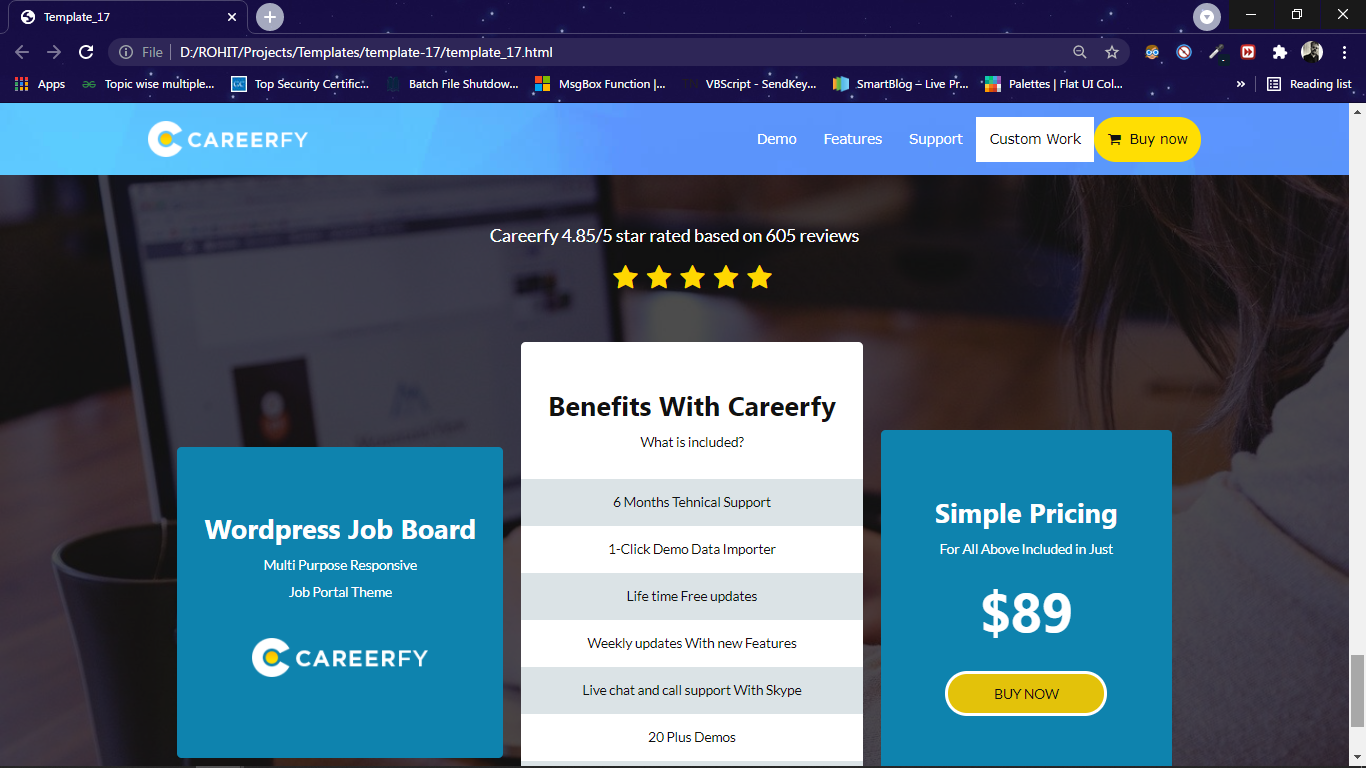 Template_17
File
D:/ROHIT/Projects/Templates/template-17/template_17.html
Apps
Topic wise multiple...
Top Security Certific...
Batch File Shutdow...
MsgBox Function |...
VBScript - SendKey...
SmartBlog – Live Pr...
Palettes | Flat UI Col...
»
Reading list
CAREERFY
Demo
Features
Support
Custom Work
Buy now
Careerfy 4.85/5 star rated based on 605 reviews
Wordpress Job Board
Multi Purpose Responsive
Job Portal Theme
CAREERFY
Benefits With Careerfy
What is included?
6 Months Tehnical Support
1-Click Demo Data Importer
Life time Free updates
Weekly updates With new Features
Live chat and call support With Skype
20 Plus Demos
Simple Pricing
For All Above Included in Just
$89
BUY NOW